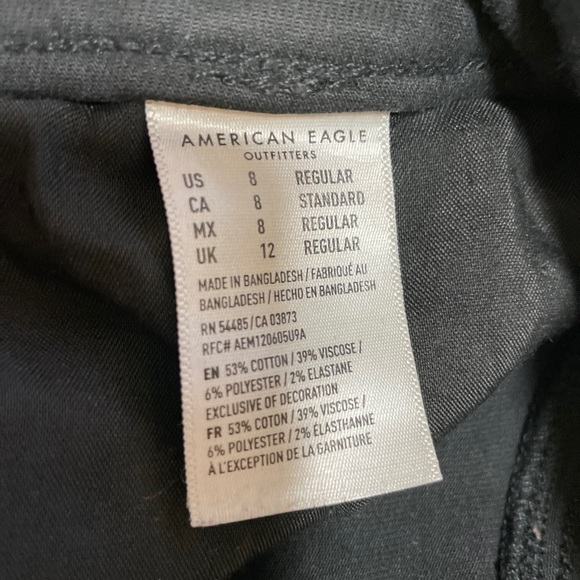 AMERICAN EAGLE
OUTFITTERS
US 8 REGULAR
CA 8 STANDARD
MX 8 REGULAR
UK 12 REGULAR
MADE IN BANGLADESH / FABRIQUÉ AU
BANGLADESH / HECHO EN BANGLADESH
RN 54485 / CA 03873
RFC# AEM120605U9A
EN 53% COTTON / 39% VISCOSE /
6% POLYESTER / 2% ELASTANE
EXCLUSIVE OF DECORATION
FR 53% COTON / 39% VISCOSE /
6% POLYESTER / 2% ÉLASTHANNE
À L'EXCEPTION DE LA GARNITURE